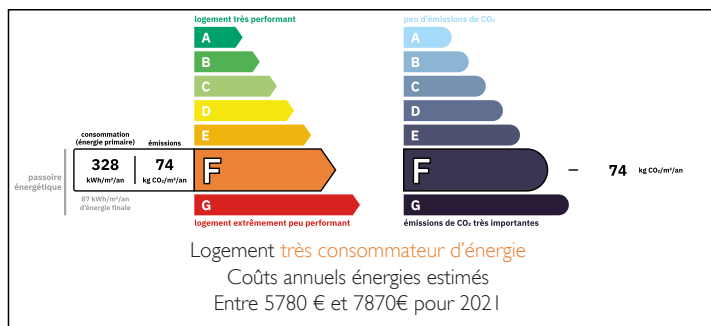 logement très performant
A
B
C
D
E
consommation
(énergie primaire)
émissions
328
kWh/m²/an
74
kg CO₂/m²/an
F
passoire
énergétique
87 kWh/m²/an
d'énergie finale
G
logement extrêmement peu performant
peu d'émissions de CO₂
A
B
C
D
E
F
74 kg CO₂/m²/an
G
émissions de CO₂ très importantes
Logement très consommateur d'énergie
Coûts annuels énergies estimés
Entre 5780 € et 7870€ pour 2021